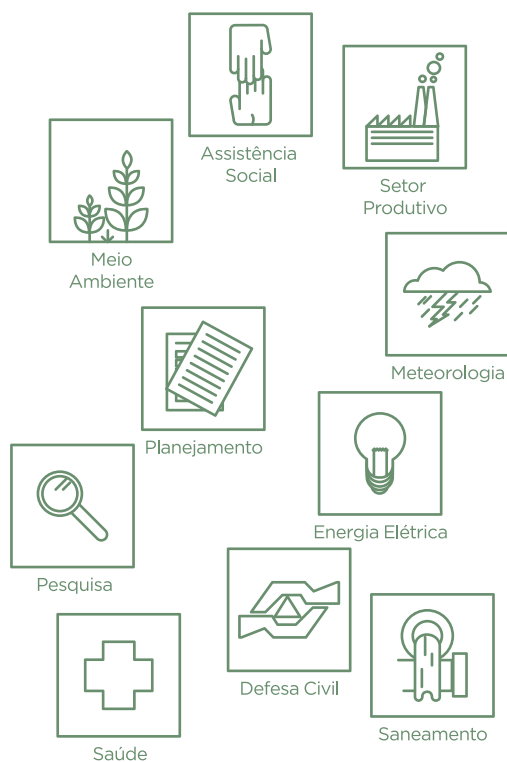 Assistência
Social
Setor
Produtivo
Meio
Ambiente
Meteorologia
Planejamento
Energia Elétrica
Pesquisa
Defesa Civil
Saneamento
Saúde